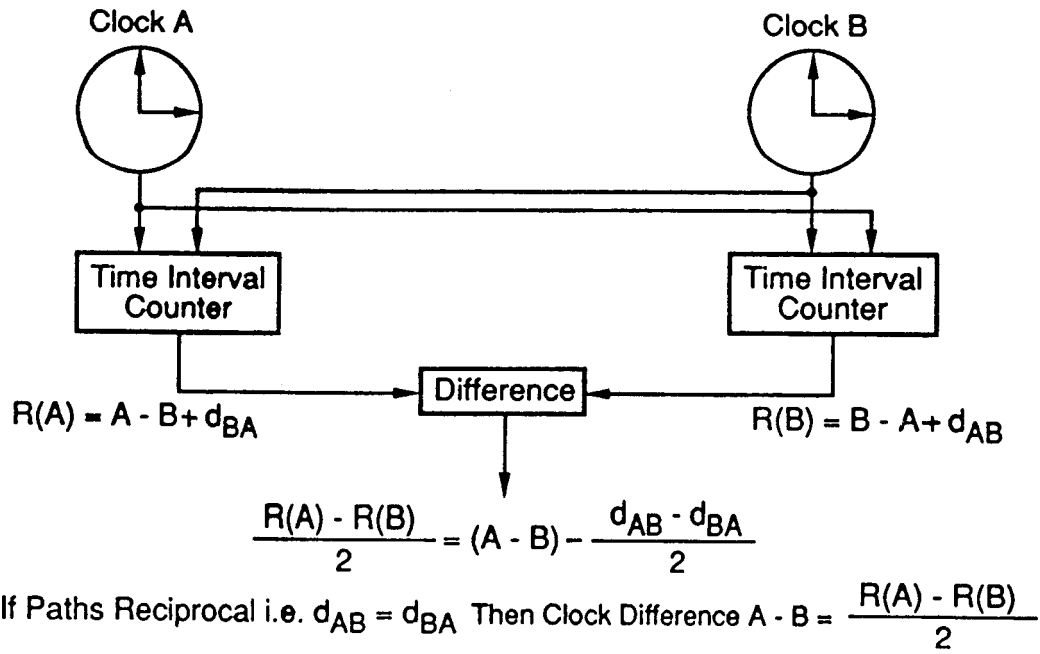 Clock A
Clock B
Time Interval
Counter
Time Interval
Counter
Difference
R(A) = A - B + d_BA
R(B) = B - A + d_AB
R(A) - R(B) / 2 = (A - B) - d_AB - d_BA / 2
If Paths Reciprocal i.e. d_AB = d_BA Then Clock Difference A - B = R(A) - R(B) / 2